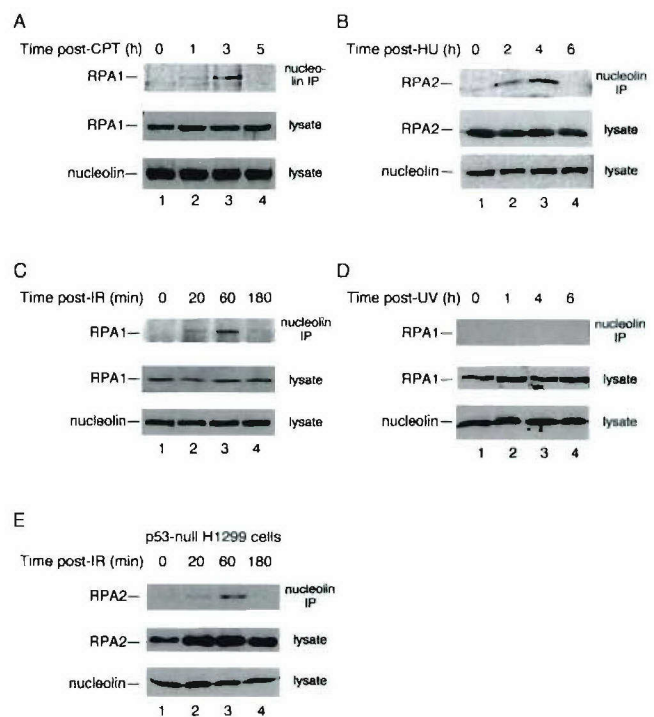 A
Time post-CPT (h) 0 1 3 5
RPA1— nucleo-
lin IP
RPA1— lysate
nucleolin— lysate
1 2 3 4
B
Time post-HU (h) 0 2 4 6
RPA2— nucleolin
IP
RPA2— lysate
nucleolin— lysate
1 2 3 4
C
Time post-IR (min) 0 20 60 180
RPA1— nucleolin
IP
RPA1— lysate
nucleolin— lysate
1 2 3 4
D
Time post-UV (h) 0 1 4 6
RPA1— nucleolin
IP
RPA1— lysate
nucleolin— lysate
1 2 3 4
E
p53-null H1299 cells
Time post-IR (min) 0 20 60 180
RPA2— nucleolin
IP
RPA2— lysate
nucleolin— lysate
1 2 3 4